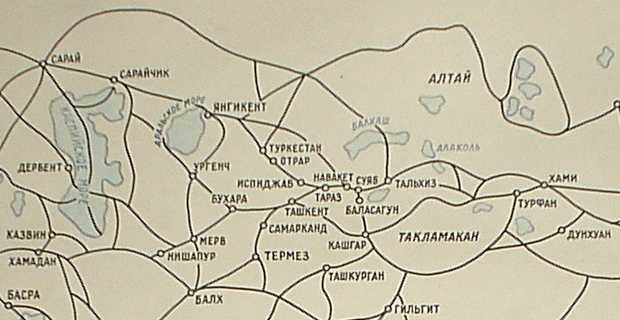 САРАЙ
САРАЙЧИК
АЛТАЙ
КАСПИЙСКОЕ МОРЕ
АРАЛЬСКОЕ МОРЕ
ЯНГИКЕНТ
БАЛХАШ
АЛАКОЛЬ
ТУРКЕСТАН
ОТРАР
ДЕРБЕНТ
УРГЕНЧ
ИСПИДЖАБ
НАВАКЕТ
СУЯБ
ТАЛЬХИЗ
ХАМИ
БУХАРА
ТАРАЗ
БАЛАСАГУН
ТУРФАН
ТАШКЕНТ
САМАРКАНД
КАЗВИН
МЕРВ
КАШГАР
ТАКЛАМАКАН
ДУНХУАН
ХАМАДАН
НИШАПУР
ТЕРМЕЗ
ТАШКУРГАН
БАСРА
БАЛХ
ГИЛЬГИТ